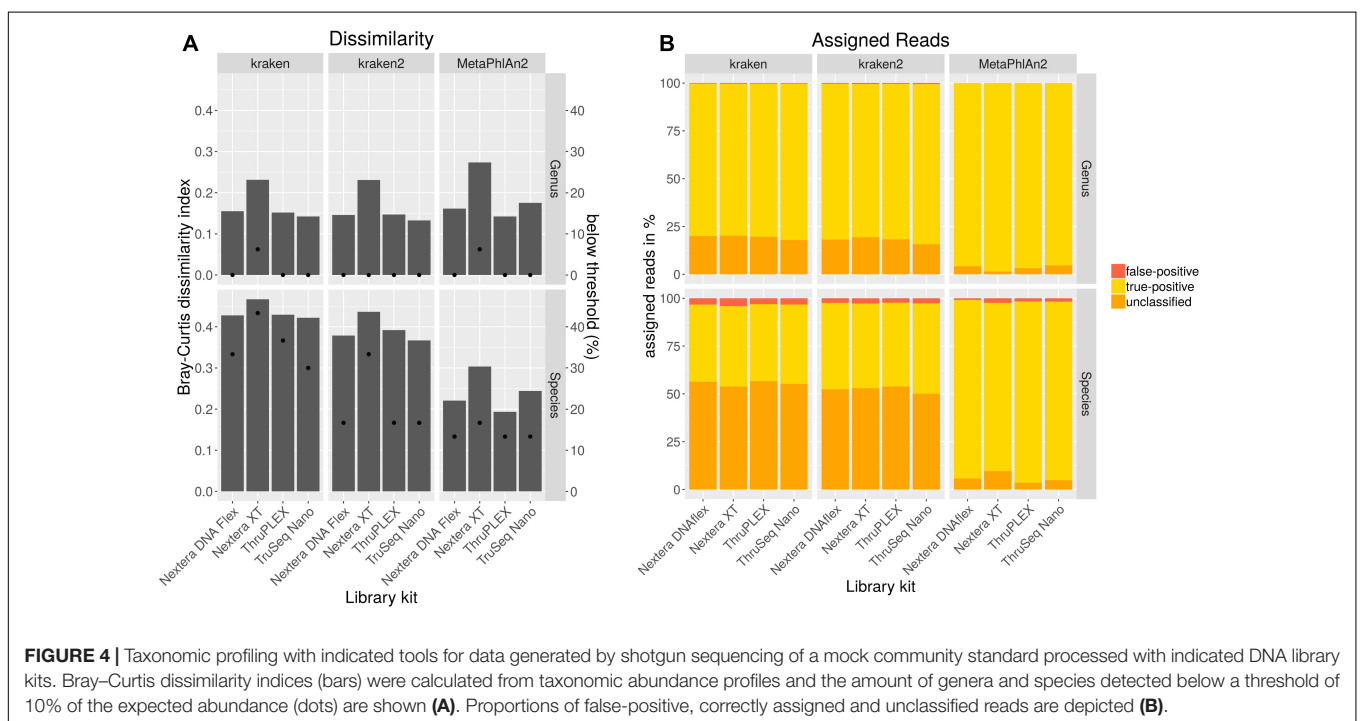 A
Dissimilarity
kraken
kraken2
MetaPhlAn2
0.4
0.3
0.2
0.1
0.0
40
30
20
10
0
Genus
0.4
0.3
0.2
0.1
0.0
40
30
20
10
0
Species
Bray-Curtis dissimilarity index
below threshold (%)
Nextera DNA Flex
Nextera XT
ThruPLEX
TruSeq Nano
Nextera DNA Flex
Nextera XT
ThruPLEX
TruSeq Nano
Nextera DNA Flex
Nextera XT
ThruPLEX
TruSeq Nano
Library kit
B
Assigned Reads
kraken
kraken2
MetaPhlAn2
100
75
50
25
0
Genus
100
75
50
25
0
Species
assigned reads in %
Nextera DNAflex
Nextera XT
ThruPLEX
ThruSeq Nano
Nextera DNAflex
Nextera XT
ThruPLEX
ThruSeq Nano
Nextera DNAflex
Nextera XT
ThruPLEX
ThruSeq Nano
Library kit
false-positive
true-positive
unclassified
FIGURE 4 | Taxonomic profiling with indicated tools for data generated by shotgun sequencing of a mock community standard processed with indicated DNA library
kits. Bray–Curtis dissimilarity indices (bars) were calculated from taxonomic abundance profiles and the amount of genera and species detected below a threshold of
10% of the expected abundance (dots) are shown (A). Proportions of false-positive, correctly assigned and unclassified reads are depicted (B).